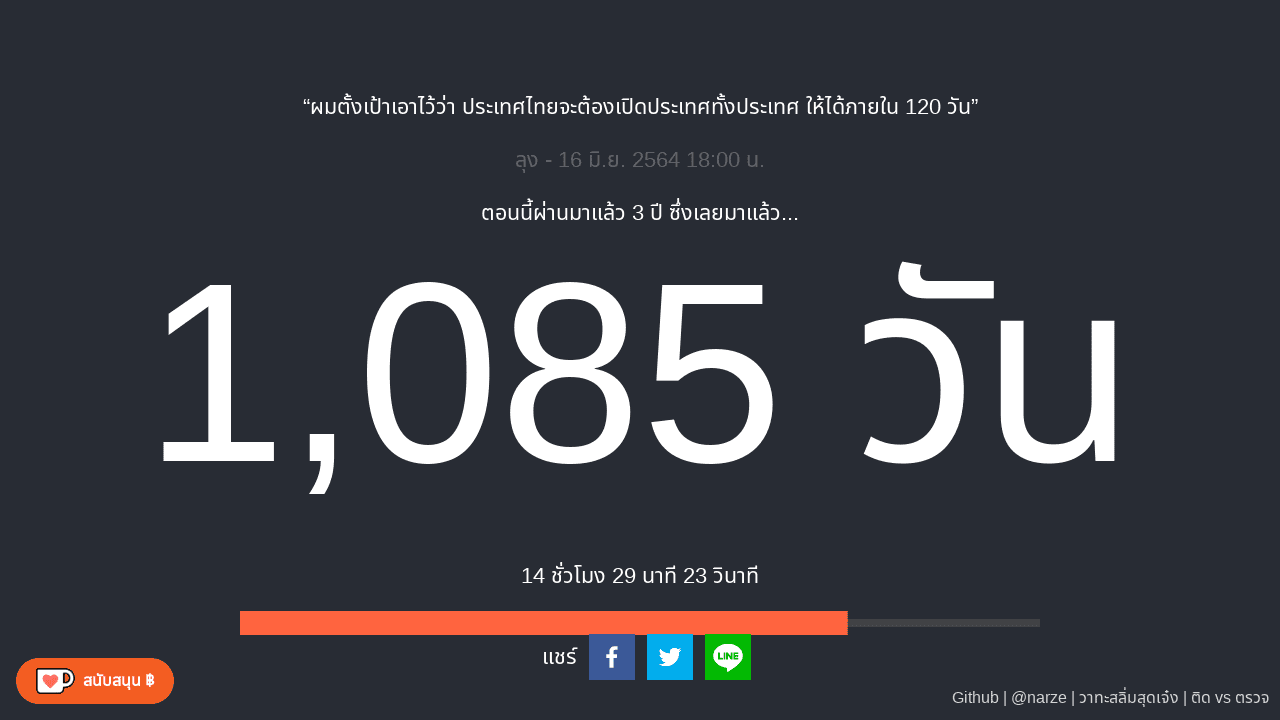 “ผมตั้งเป้าเอาไว้ว่า ประเทศไทยจะต้องเปิดประเทศทั้งประเทศ ให้ได้ภายใน 120 วัน”
ลุง - 16 มิ.ย. 2564 18:00 น.
ตอนนี้ผ่านมาแล้ว 3 ปี ซึ่งเลยมาแล้ว...
1,085 วัน
14 ชั่วโมง 29 นาที 23 วินาที
แชร์
LINE
สนับสนุน ฿
Github | @narze | วาทะสลิ่มสุดเจ๋ง | ติด vs ตรวจ